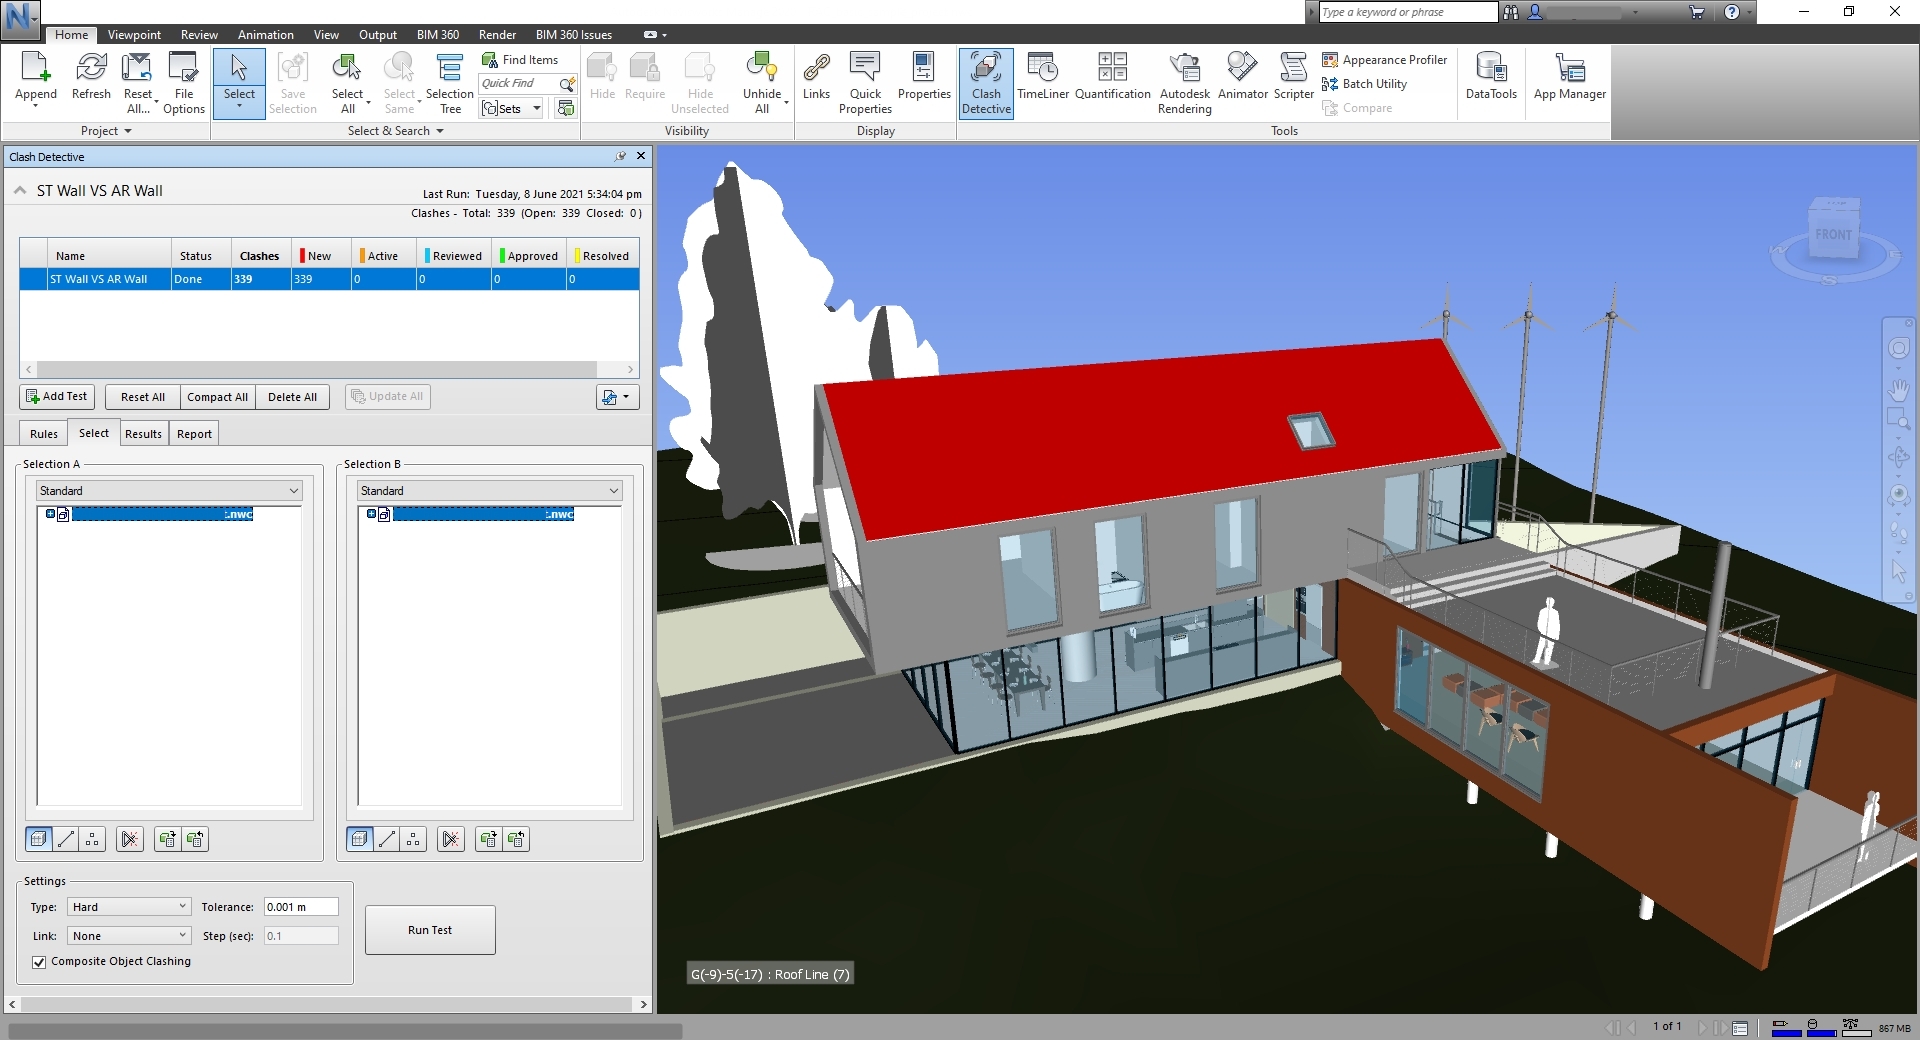 N
Type a keyword or phrase
Home Viewpoint Review Animation View Output BIM 360 Render BIM 360 Issues
Append
Refresh
Reset All...
File Options
Project
Select
Save Selection
Select All
Select Same
Selection Tree
Find Items
Quick Find
Sets
Select & Search
Hide
Require
Hide Unselected
Unhide All
Visibility
Links
Quick Properties
Properties
Display
Clash Detective
TimeLiner
Quantification
Autodesk Rendering
Animator
Scripter
Appearance Profiler
Batch Utility
Compare
Tools
DataTools
App Manager
Clash Detective
ST Wall VS AR Wall
Last Run: Tuesday, 8 June 2021 5:34:04 pm
Clashes - Total: 339 (Open: 339 Closed: 0)
Name Status Clashes New Active Reviewed Approved Resolved
ST Wall VS AR Wall Done 339 339 0 0 0 0
Add Test Reset All Compact All Delete All Update All
Rules Select Results Report
Selection A
Standard
.nwc
Selection B
Standard
.nwc
Settings
Type: Hard Tolerance: 0.001 m
Link: None Step (sec): 0.1
Composite Object Clashing
Run Test
FRONT
S
G(-9)-5(-17) : Roof Line (7)
1 of 1
867 MB